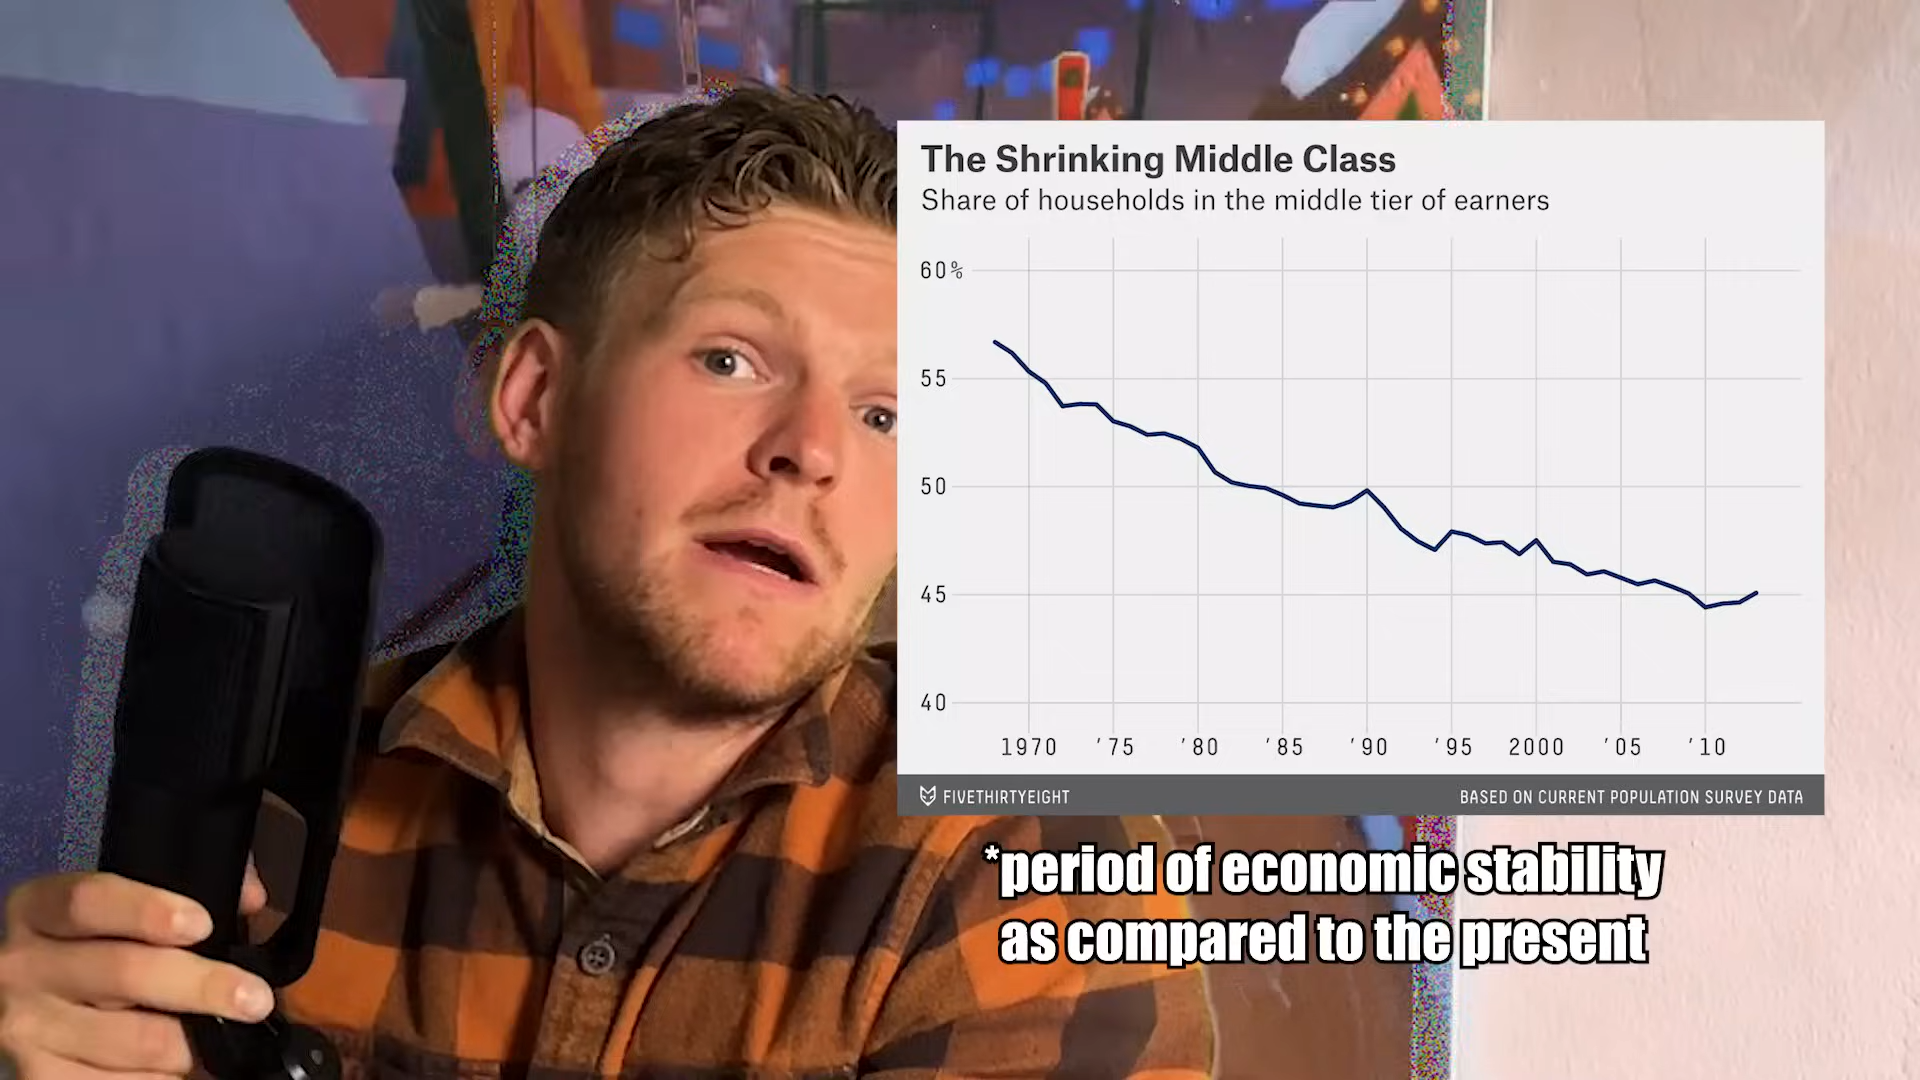 The Shrinking Middle Class
Share of households in the middle tier of earners
60%
55
50
45
40
1970 '75 '80 '85 '90 '95 2000 '05 '10
FIVETHIRTYEIGHT BASED ON CURRENT POPULATION SURVEY DATA
*period of economic stability
as compared to the present